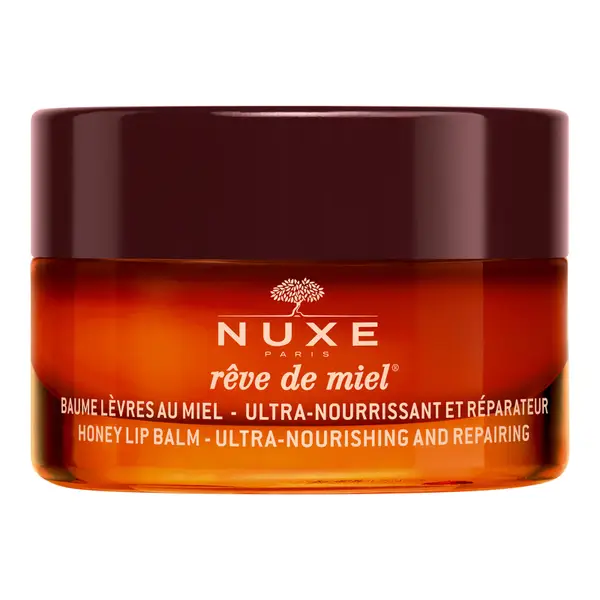 NUXE
PARIS
rêve de miel®
BAUME LÈVRES AU MIEL - ULTRA-NOURRISSANT ET RÉPARATEUR
HONEY LIP BALM - ULTRA-NOURISHING AND REPAIRING